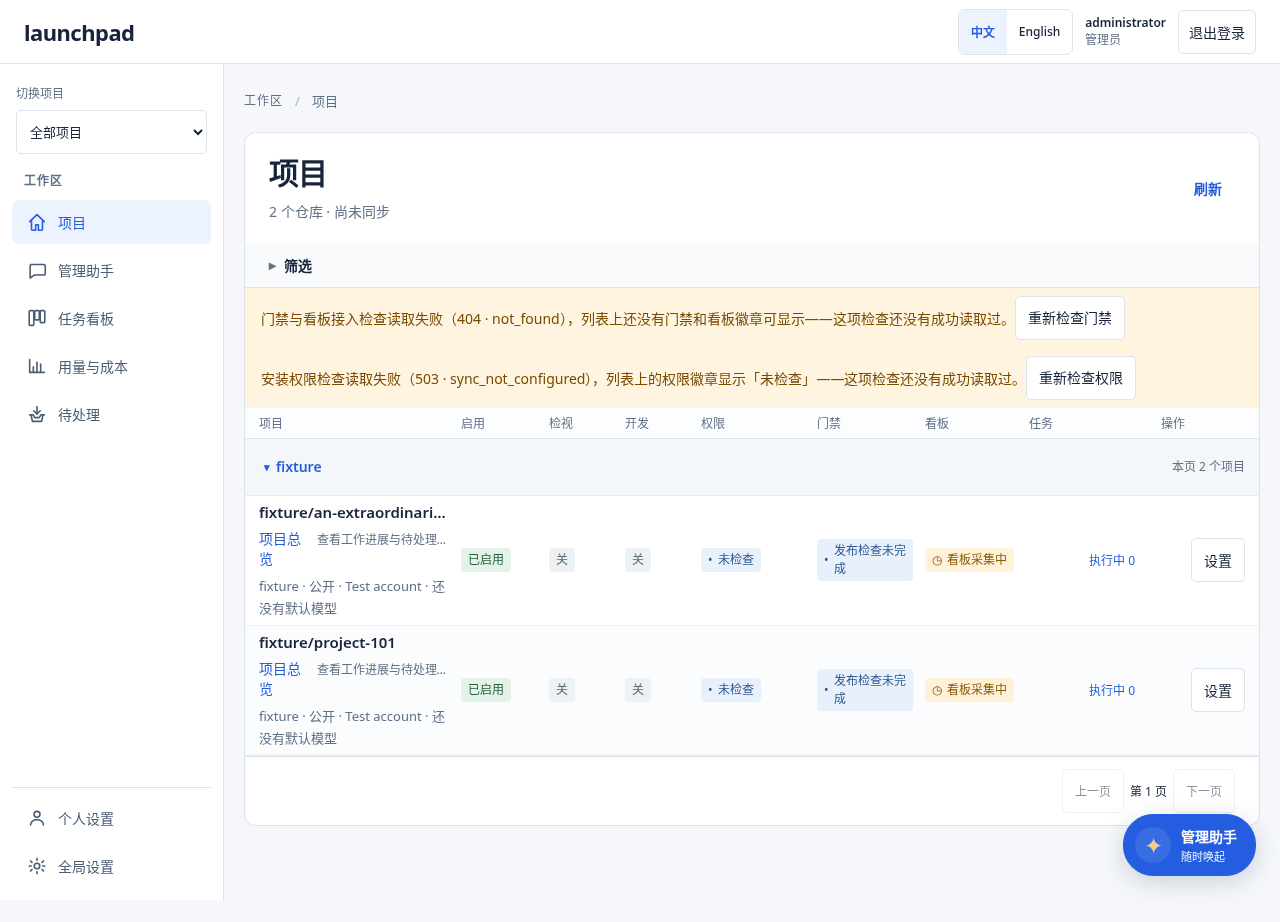 launchpad
中文
English
administrator
管理员
退出登录
切换项目
全部项目
工作区
项目
管理助手
任务看板
用量与成本
待处理
个人设置
全局设置
工作区 / 项目
项目
2 个仓库 · 尚未同步
刷新
▶ 筛选
门禁与看板接入检查读取失败（404 · not_found），列表上还没有门禁和看板徽章可显示——这项检查还没有成功读取过。 重新检查门禁
安装权限检查读取失败（503 · sync_not_configured），列表上的权限徽章显示「未检查」——这项检查还没有成功读取过。 重新检查权限
项目 启用 检视 开发 权限 门禁 看板 任务 操作
▼ fixture 本页 2 个项目
fixture/an-extraordinari...
项目总
览
查看工作进展与待处理...
fixture · 公开 · Test account · 还
没有默认模型
已启用
关
关
• 未检查
• 发布检查未完
成
◷ 看板采集中
执行中 0
设置
fixture/project-101
项目总
览
查看工作进展与待处理...
fixture · 公开 · Test account · 还
没有默认模型
已启用
关
关
• 未检查
• 发布检查未完
成
◷ 看板采集中
执行中 0
设置
上一页 第 1 页 下一页
✦ 管理助手
随时唤起